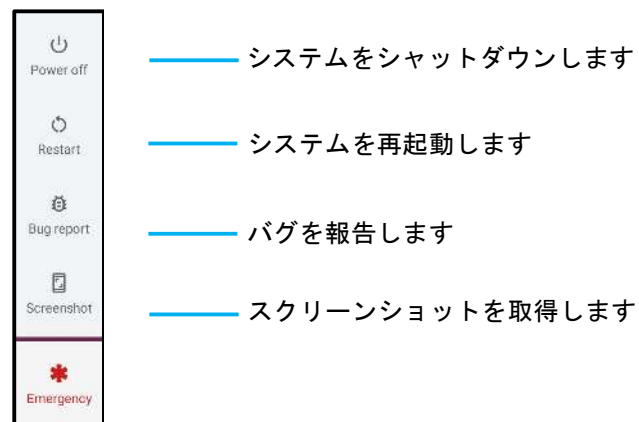 Power off
システムをシャットダウンします
Restart
システムを再起動します
Bug report
バグを報告します
Screenshot
スクリーンショットを取得します
Emergency